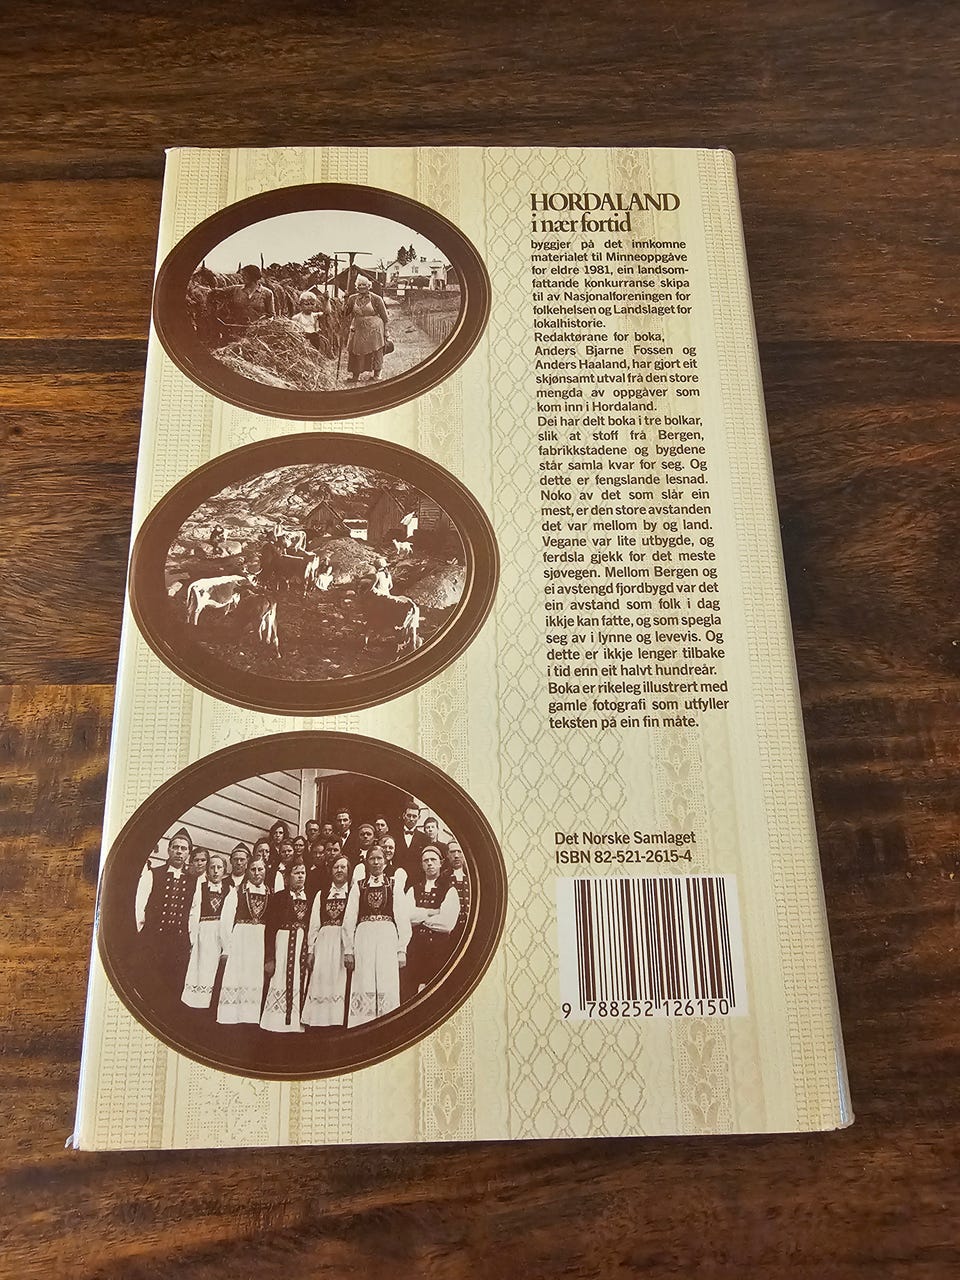 HORDALAND
i nær fortid
byggjer på det innkomne
materialet til Minneoppgåve
for eldre 1981, ein landsom-
fattande konkurranse skipa
til av Nasjonalforeningen for
folkehelsen og Landslaget for
lokalhistorie.
Redaktørane for boka,
Anders Bjarne Fossen og
Anders Haaland, har gjort eit
skjønsamt utval frå den store
mengda av oppgåver som
kom inn i Hordaland.
Dei har delt boka i tre bolkar,
slik at stoff frå Bergen,
fabrikkstadene og bygdene
står samla kvar for seg. Og
dette er fengslande lesnad.
Noko av det som slår ein
mest, er den store avstanden
det var mellom by og land.
Vegane var lite utbygde, og
ferdsla gjekk for det meste
sjøvegen. Mellom Bergen og
ei avstengd fjordbygd var det
ein avstand som folk i dag
ikkje kan fatte, og som spegla
seg av i lynne og levevis. Og
dette er ikkje lenger tilbake
i tid enn eit halvt hundreår.
Boka er rikeleg illustrert med
gamle fotografi som utfyller
teksten på ein fin måte.
Det Norske Samlaget
ISBN 82-521-2615-4
9 788252 126150